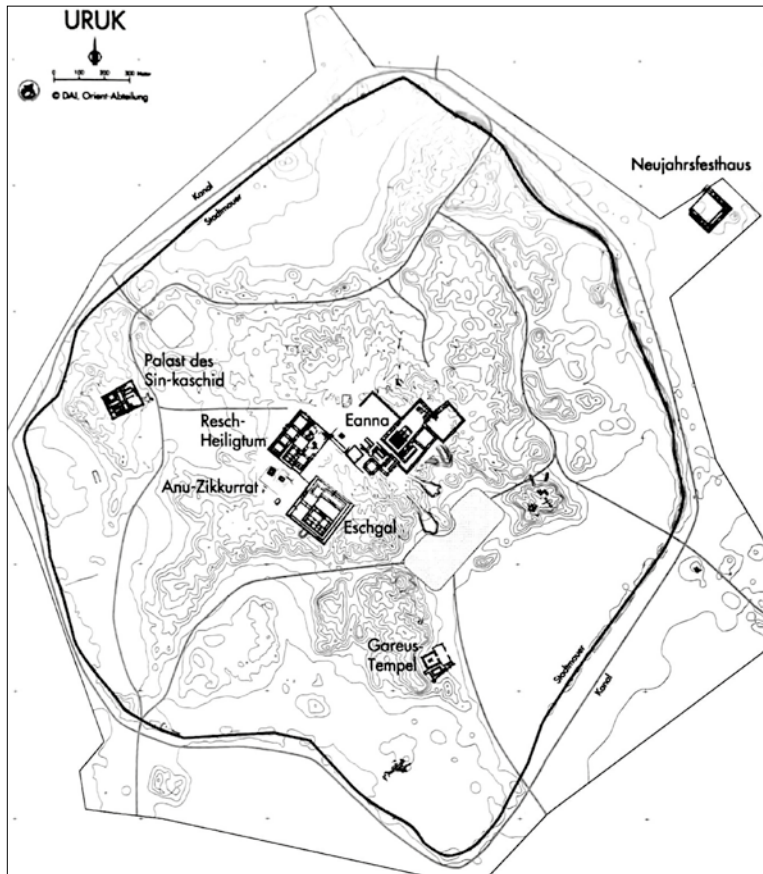 URUK
0 100 200 300 Meter
© DAI, Orient-Abteilung
Neujahrsfesthaus
Kanal
Stadtmauer
Palast des
Sin-kaschid
Resch-
Heiligtum
Eanna
Anu-Zikkurrat
Eschgal
Gareus-
Tempel
Stadtmauer
Kanal